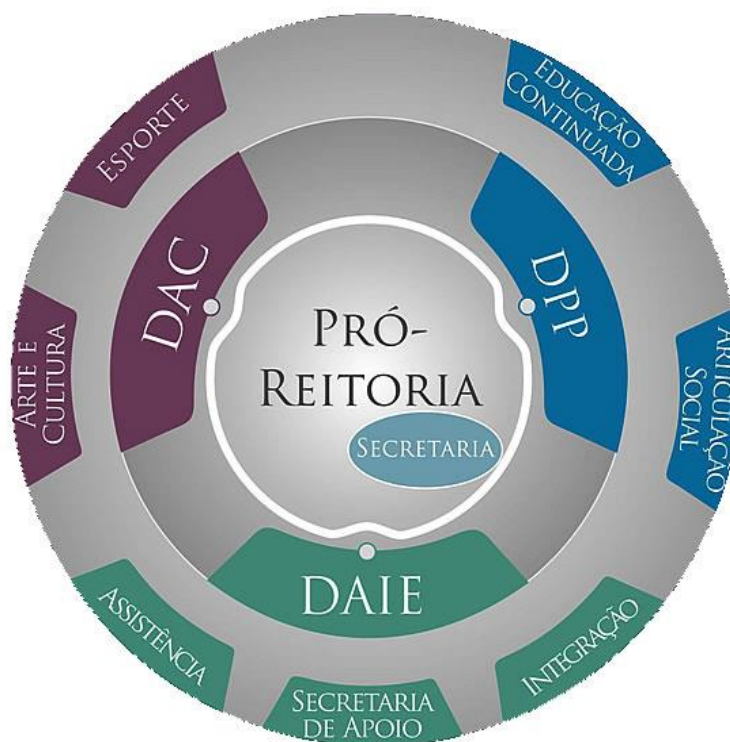 ESPORTE
EDUCAÇÃO
CONTINUADA
DAC
DPP
PRÓ-
REITORIA
SECRETARIA
ARTE E
CULTURA
ARTICULAÇÃO
SOCIAL
DAIE
ASSISTÊNCIA
SECRETARIA
DE APOIO
INTEGRAÇÃO